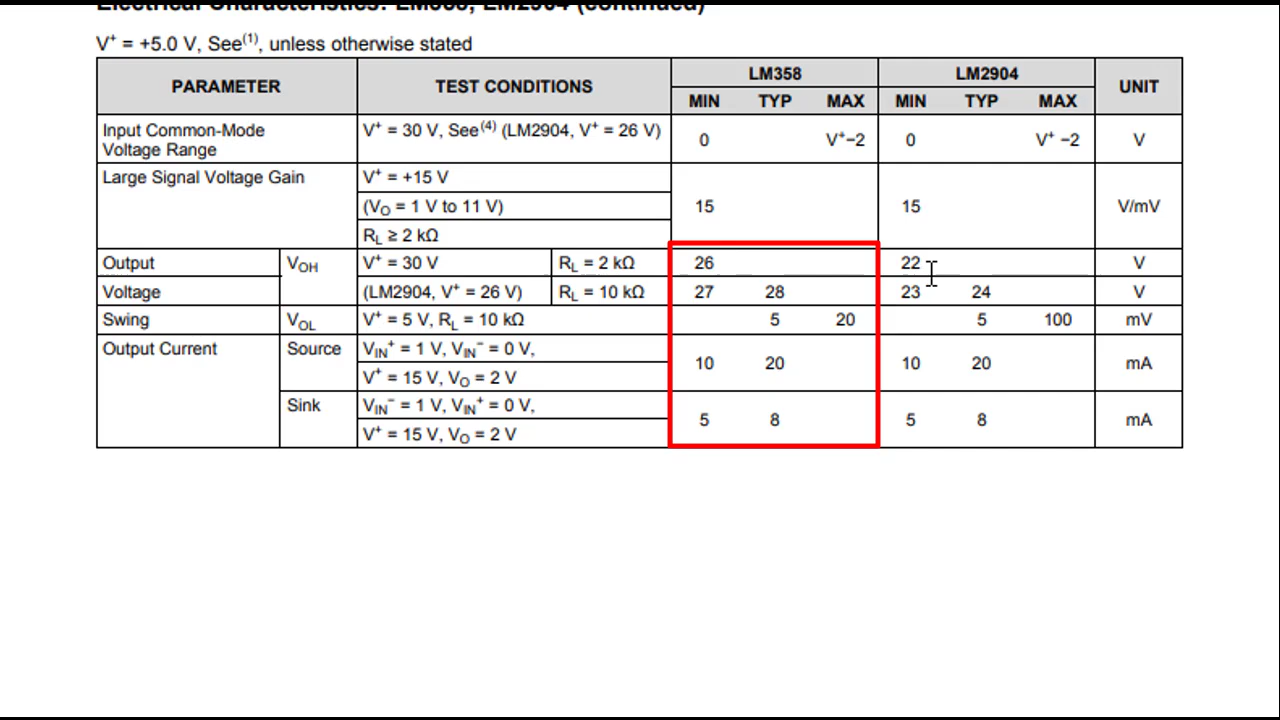 Electrical Characteristics: LM358, LM2904 (continued)
V⁺ = +5.0 V, See⁽¹⁾, unless otherwise stated
PARAMETER TEST CONDITIONS LM358 LM2904 UNIT
MIN TYP MAX MIN TYP MAX
Input Common-Mode Voltage Range V⁺ = 30 V, See⁽⁴⁾ (LM2904, V⁺ = 26 V) 0 V⁺−2 0 V⁺ −2 V
Large Signal Voltage Gain V⁺ = +15 V
(V_O = 1 V to 11 V) 15 15 V/mV
R_L ≥ 2 kΩ
Output V_OH V⁺ = 30 V R_L = 2 kΩ 26 22 V
Voltage (LM2904, V⁺ = 26 V) R_L = 10 kΩ 27 28 23 24 V
Swing V_OL V⁺ = 5 V, R_L = 10 kΩ 5 20 5 100 mV
Output Current Source V_IN⁺ = 1 V, V_IN⁻ = 0 V, 10 20 10 20 mA
V⁺ = 15 V, V_O = 2 V
Sink V_IN⁻ = 1 V, V_IN⁺ = 0 V, 5 8 5 8 mA
V⁺ = 15 V, V_O = 2 V